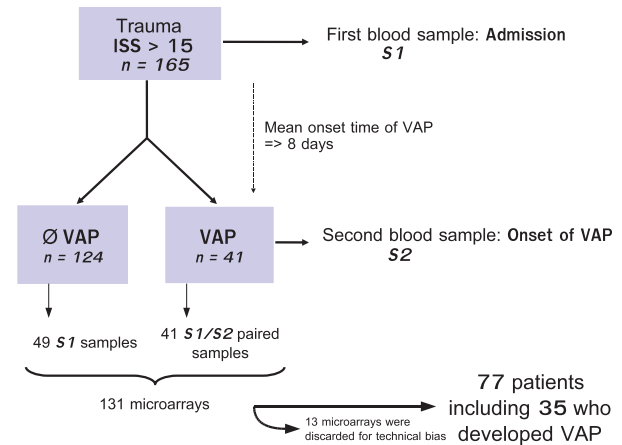 Trauma
ISS > 15
n = 165
First blood sample: Admission
S1
Mean onset time of VAP
=> 8 days
Ø VAP
n = 124
VAP
n = 41
Second blood sample: Onset of VAP
S2
49 S1 samples
41 S1/S2 paired
samples
131 microarrays
13 microarrays were
discarded for technical bias
77 patients
including 35 who
developed VAP